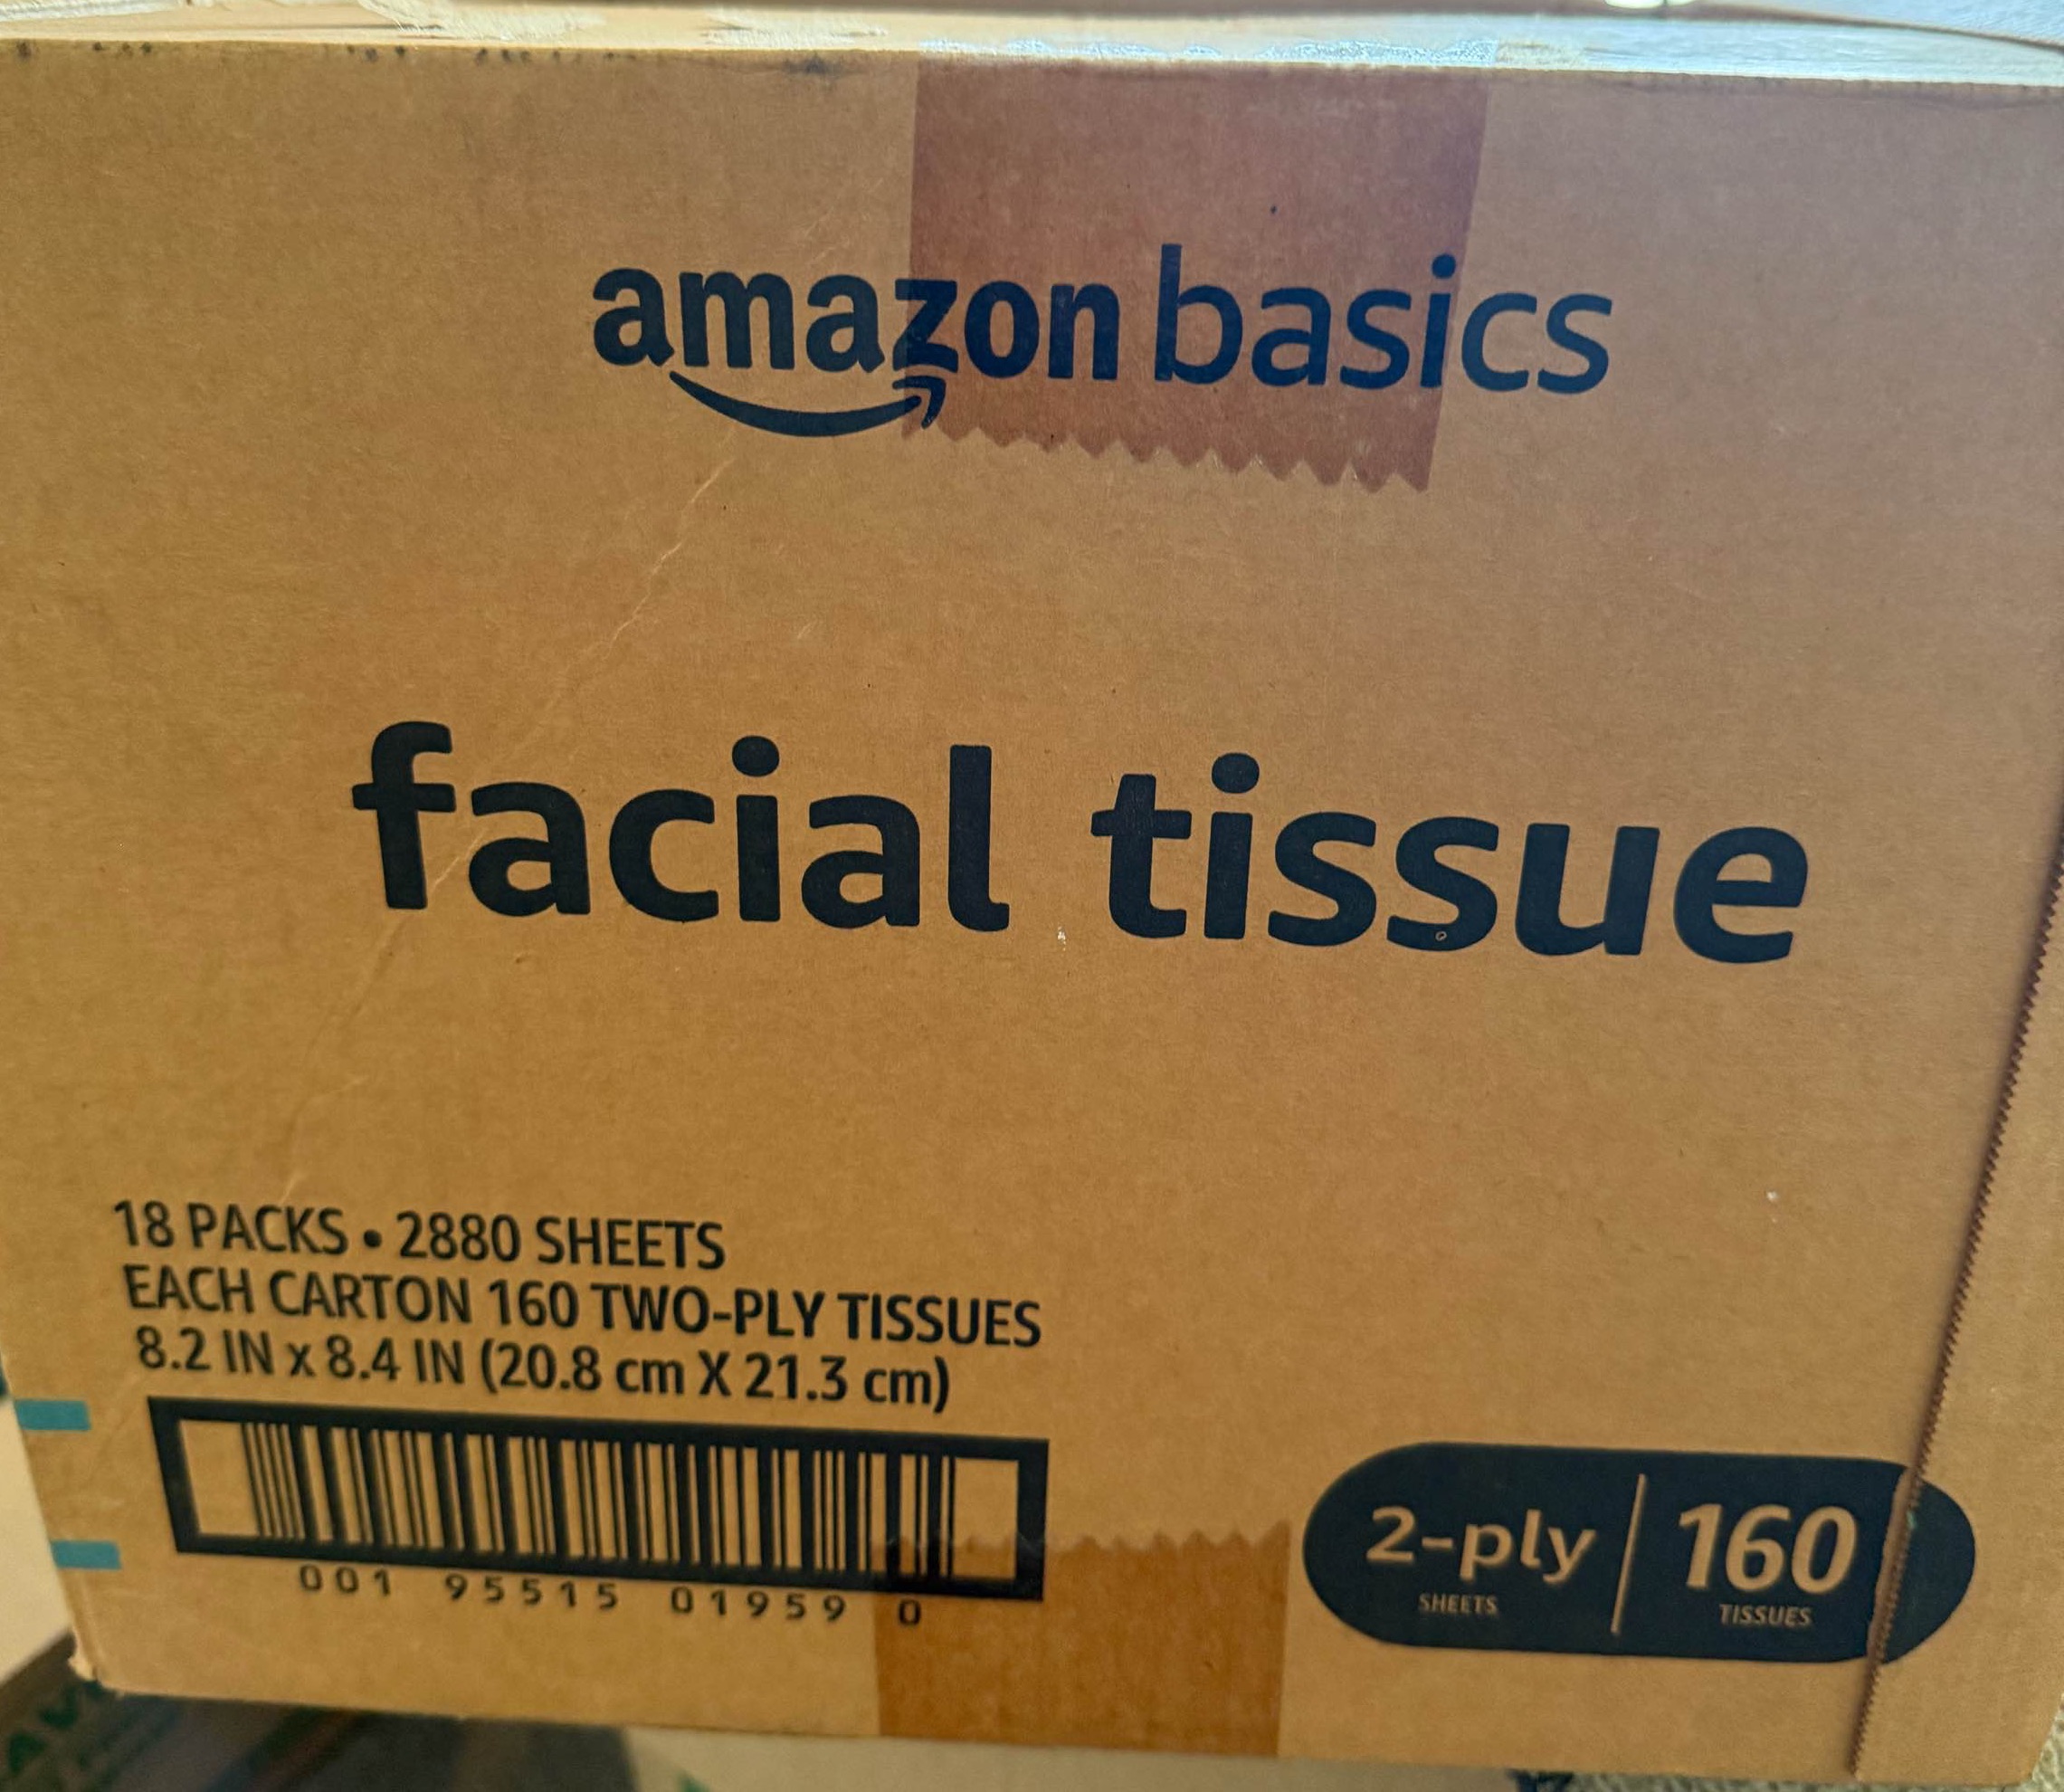 amazon basics
facial tissue
18 PACKS • 2880 SHEETS
EACH CARTON 160 TWO-PLY TISSUES
8.2 IN x 8.4 IN (20.8 cm X 21.3 cm)
001 95515 01959 0
2-ply | 160
SHEETS TISSUES